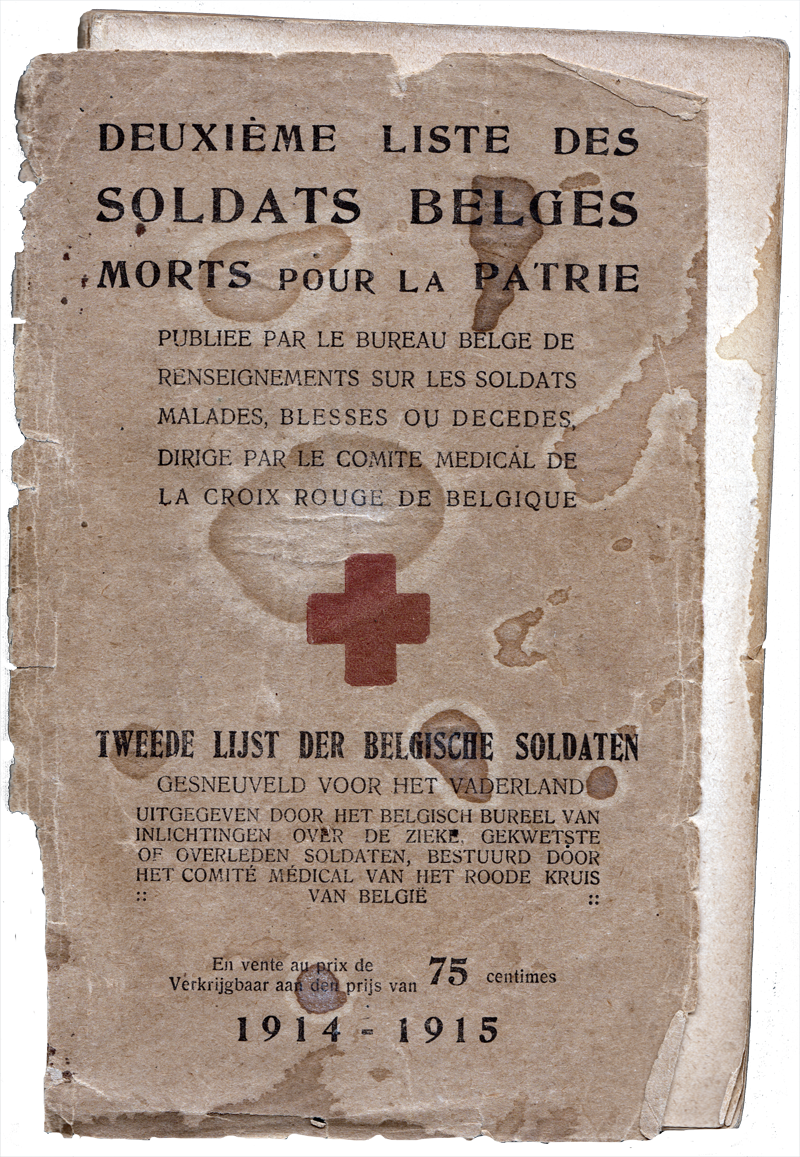 DEUXIÈME LISTE DES
SOLDATS BELGES
MORTS POUR LA PATRIE
PUBLIEE PAR LE BUREAU BELGE DE
RENSEIGNEMENTS SUR LES SOLDATS
MALADES, BLESSES OU DECEDES,
DIRIGE PAR LE COMITE MEDICAL DE
LA CROIX ROUGE DE BELGIQUE
TWEEDE LIJST DER BELGISCHE SOLDATEN
GESNEUVELD VOOR HET VADERLAND
UITGEGEVEN DOOR HET BELGISCH BUREEL VAN
INLICHTINGEN OVER DE ZIEKE, GEKWETSTE
OF OVERLEDEN SOLDATEN, BESTUURD DOOR
HET COMITÉ MÉDICAL VAN HET ROODE KRUIS
:: VAN BELGIË ::
En vente au prix de
Verkrijgbaar aan den prijs van 75 centimes
1914 - 1915